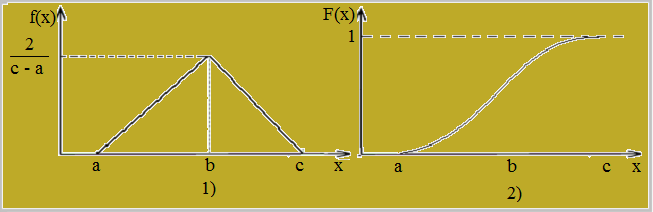 f(x)
2
c - a
a b c x
1)
F(x)
1
a b c x
2)